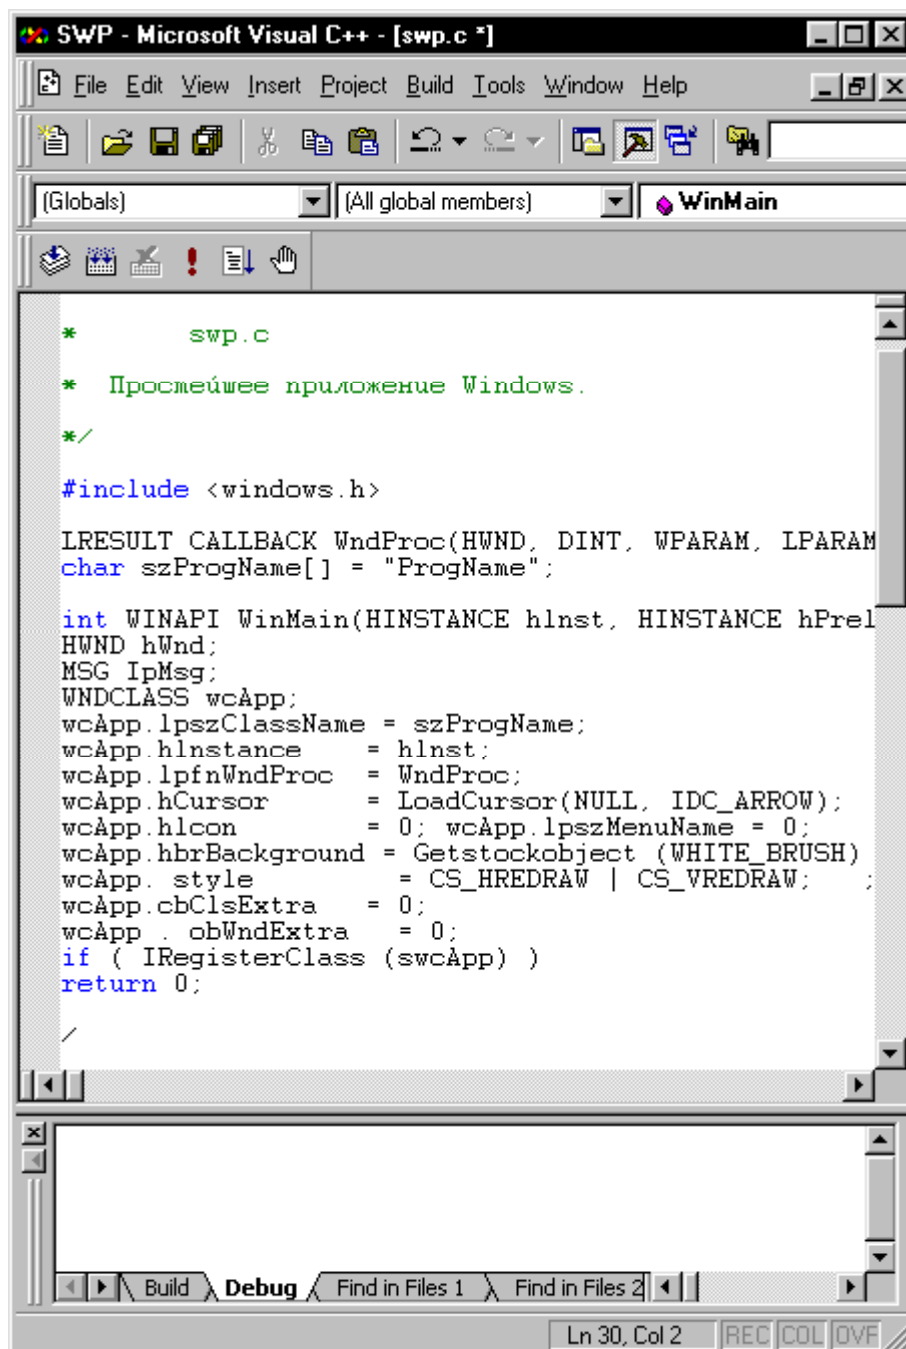 SWP - Microsoft Visual C++ - [swp.c *]
File Edit View Insert Project Build Tools Window Help
(Globals) (All global members) WinMain
* swp.c
* Простейшее приложение Windows.
*/
#include <windows.h>
LRESULT CALLBACK WndProc(HWND, DINT, WPARAM, LPARAM
char szProgName[] = "ProgName";
int WINAPI WinMain(HINSTANCE hlnst, HINSTANCE hPrel
HWND hWnd;
MSG IpMsg;
WNDCLASS wcApp;
wcApp.lpszClassName = szProgName;
wcApp.hlnstance = hlnst;
wcApp.lpfnWndProc = WndProc;
wcApp.hCursor = LoadCursor(NULL, IDC_ARROW);
wcApp.hlcon = 0; wcApp.lpszMenuName = 0;
wcApp.hbrBackground = Getstockobject (WHITE_BRUSH)
wcApp. style = CS_HREDRAW | CS_VREDRAW; ;
wcApp.cbClsExtra = 0;
wcApp . obWndExtra = 0;
if ( IRegisterClass (swcApp) )
return 0;
/
Build Debug Find in Files 1 Find in Files 2
Ln 30, Col 2 REC COL OVF